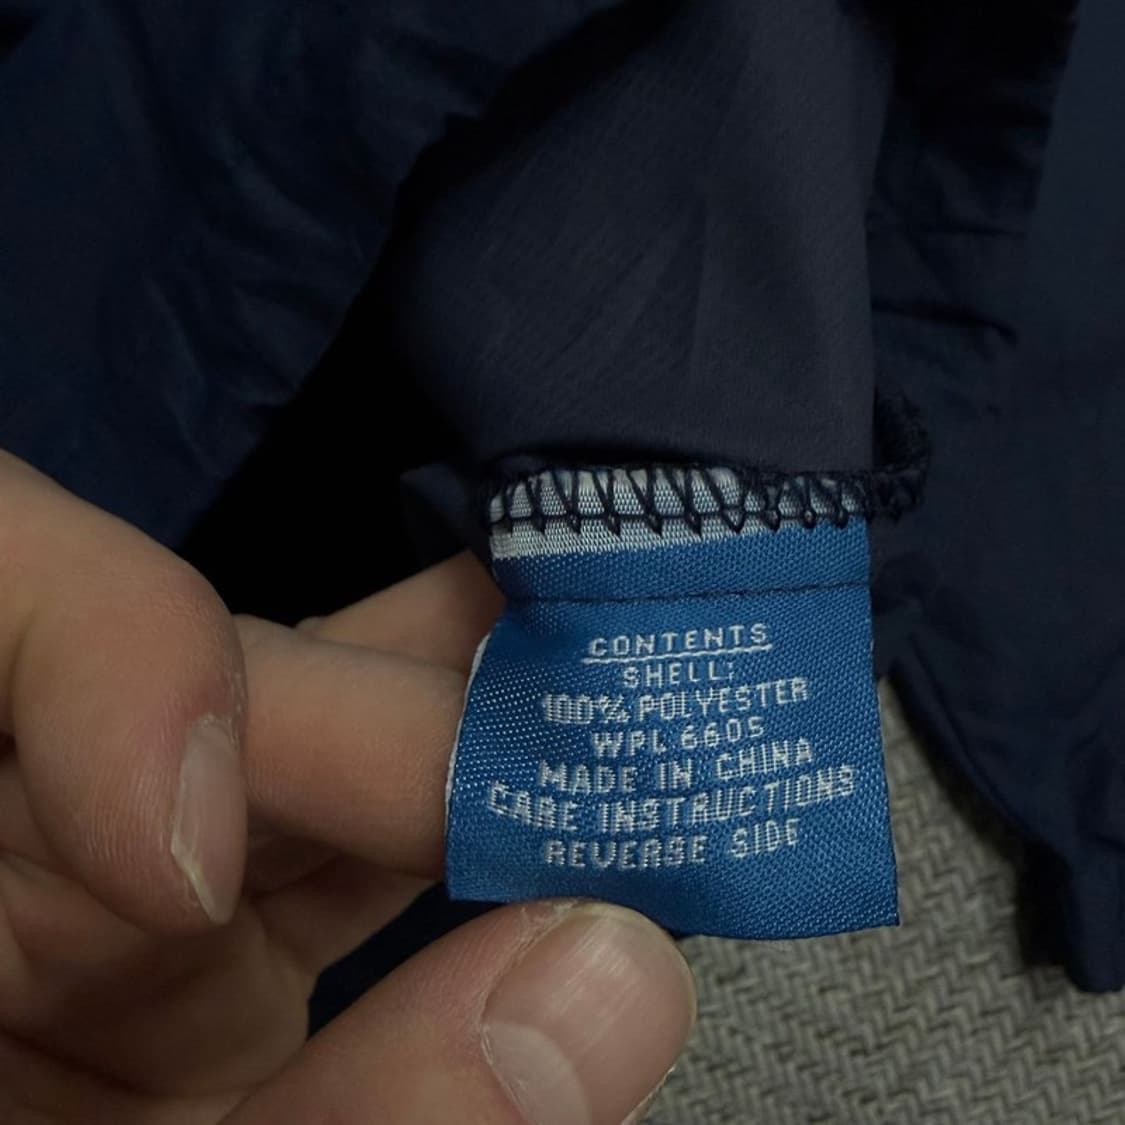 CONTENTS
SHELL:
100% POLYESTER
WPL 6605
MADE IN CHINA
CARE INSTRUCTIONS
REVERSE SIDE